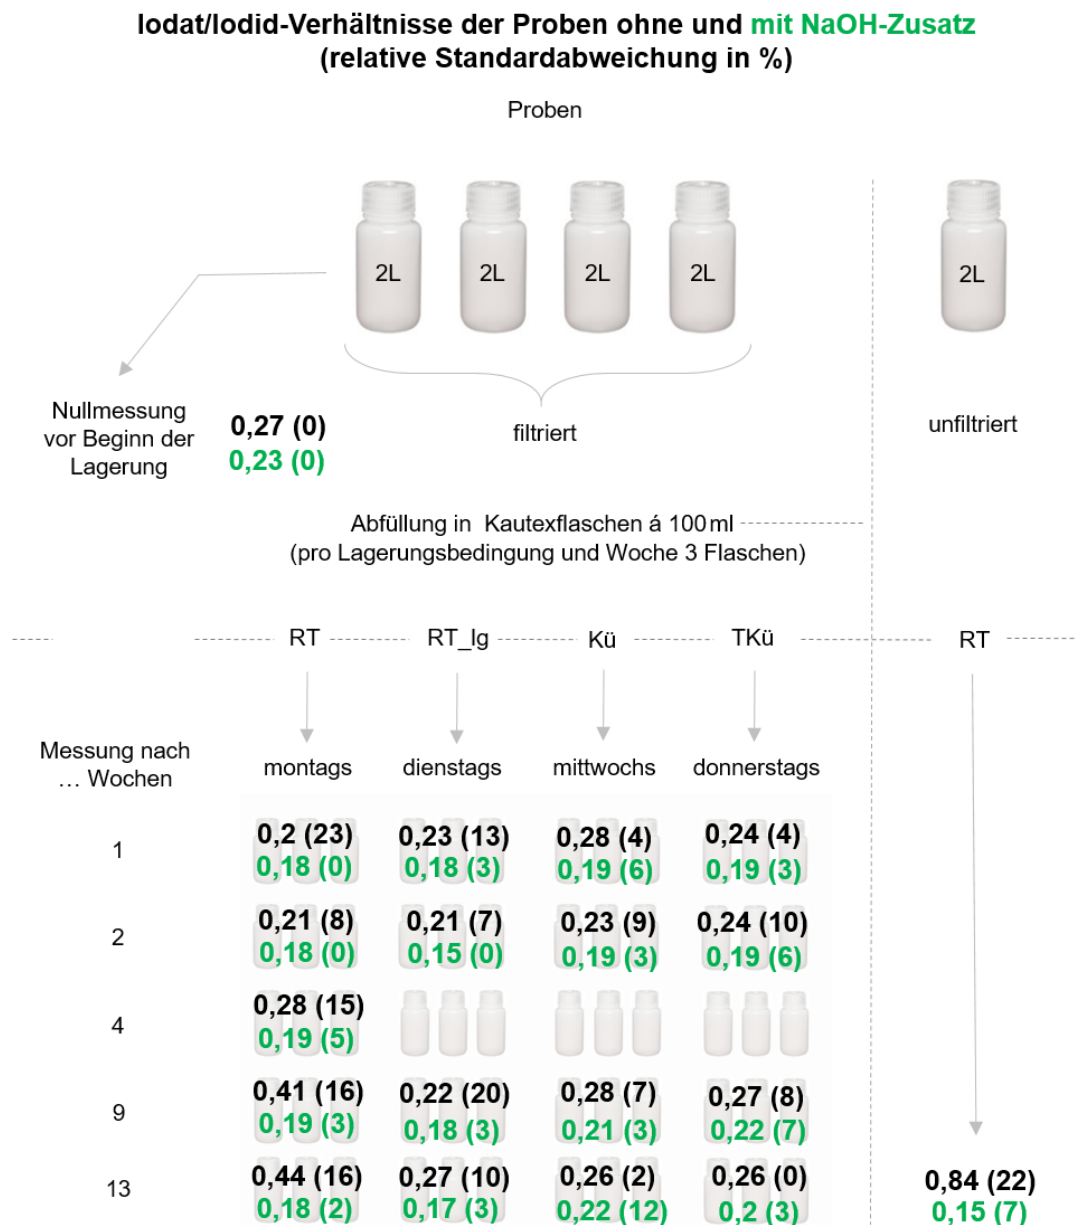 Iodat/Iodid-Verhältnisse der Proben ohne und mit NaOH-Zusatz
(relative Standardabweichung in %)
Proben
2L 2L 2L 2L 2L
Nullmessung
vor Beginn der
Lagerung
0,27 (0)
0,23 (0)
filtriert
unfiltriert
Abfüllung in Kautexflaschen á 100 ml
(pro Lagerungsbedingung und Woche 3 Flaschen)
RT RT_lg Kü TKü RT
Messung nach
... Wochen
montags dienstags mittwochs donnerstags
1 0,2 (23) 0,23 (13) 0,28 (4) 0,24 (4)
0,18 (0) 0,18 (3) 0,19 (6) 0,19 (3)
2 0,21 (8) 0,21 (7) 0,23 (9) 0,24 (10)
0,18 (0) 0,15 (0) 0,19 (3) 0,19 (6)
4 0,28 (15)
0,19 (5)
9 0,41 (16) 0,22 (20) 0,28 (7) 0,27 (8)
0,19 (3) 0,18 (3) 0,21 (3) 0,22 (7)
13 0,44 (16) 0,27 (10) 0,26 (2) 0,26 (0) 0,84 (22)
0,18 (2) 0,17 (3) 0,22 (12) 0,2 (3) 0,15 (7)